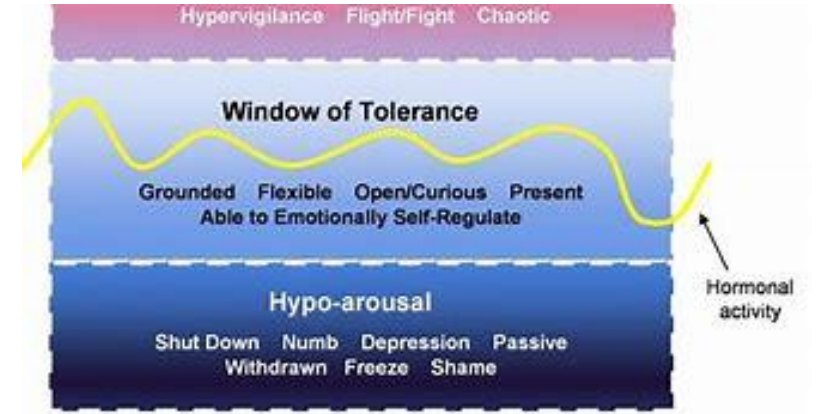 Hypervigilance Flight/Fight Chaotic
Window of Tolerance
Grounded Flexible Open/Curious Present
Able to Emotionally Self-Regulate
Hypo-arousal
Shut Down Numb Depression Passive
Withdrawn Freeze Shame
Hormonal
activity